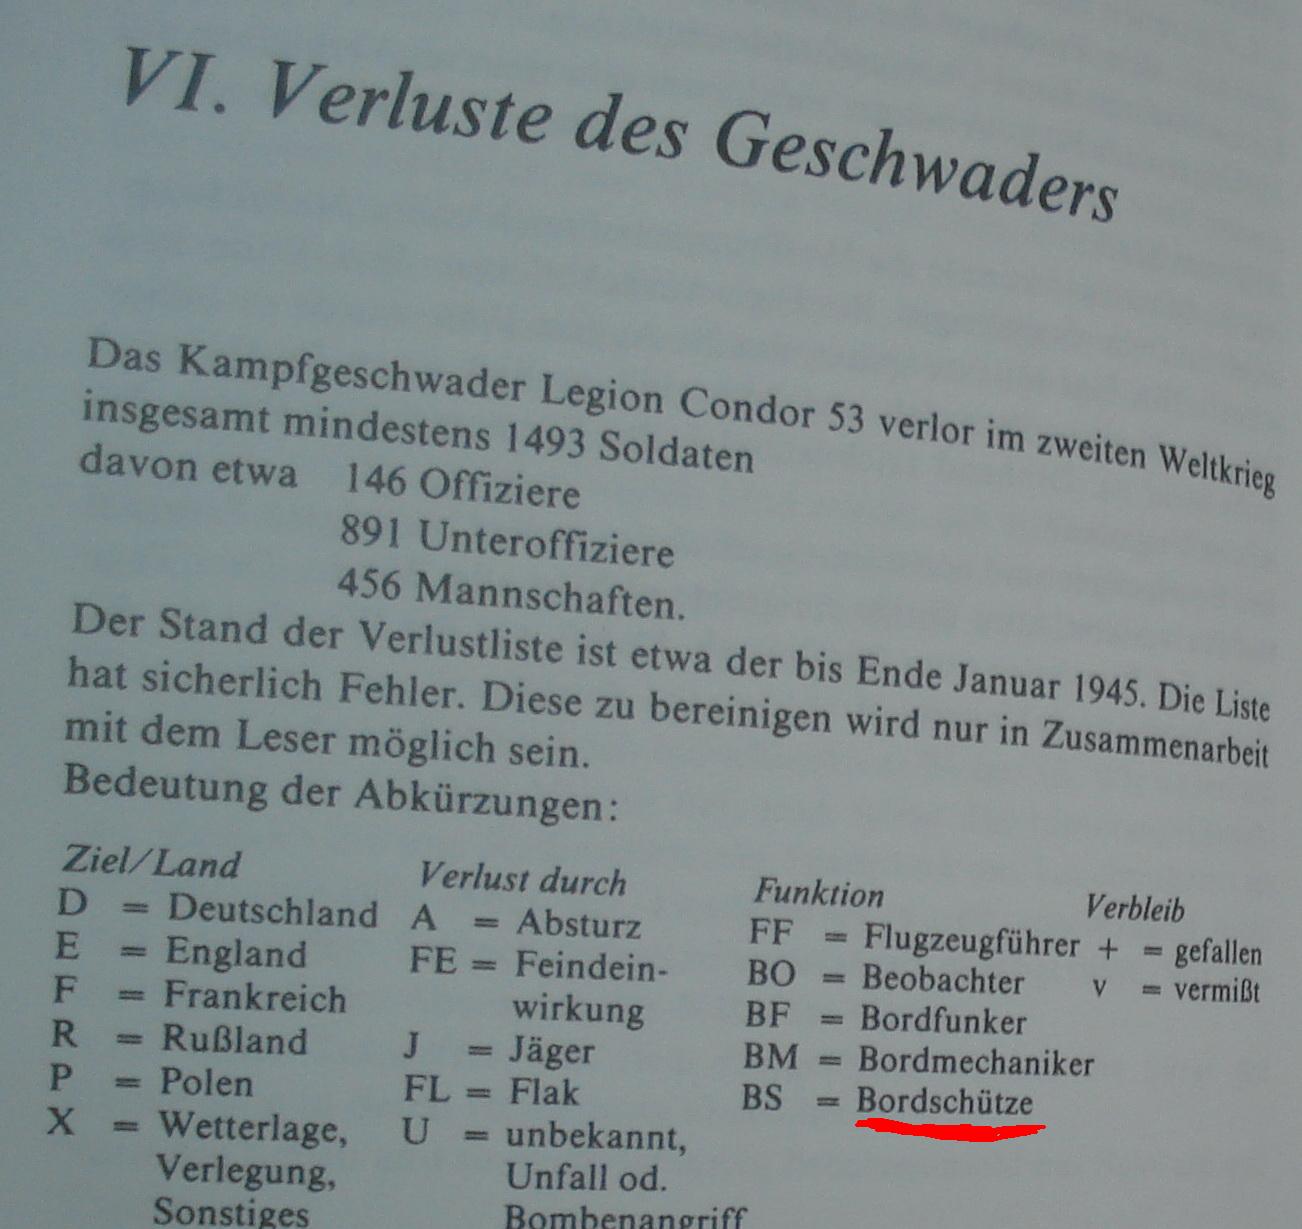 VI. Verluste des Geschwaders
Das Kampfgeschwader Legion Condor 53 verlor im zweiten Weltkrieg
insgesamt mindestens 1493 Soldaten
davon etwa 146 Offiziere
891 Unteroffiziere
456 Mannschaften.
Der Stand der Verlustliste ist etwa der bis Ende Januar 1945. Die Liste
hat sicherlich Fehler. Diese zu bereinigen wird nur in Zusammenarbeit
mit dem Leser möglich sein.
Bedeutung der Abkürzungen:
Ziel/Land Verlust durch Funktion Verbleib
D = Deutschland A = Absturz FF = Flugzeugführer + = gefallen
E = England FE = Feindein- BO = Beobachter v = vermißt
F = Frankreich wirkung BF = Bordfunker
R = Rußland J = Jäger BM = Bordmechaniker
P = Polen FL = Flak BS = Bordschütze
X = Wetterlage, U = unbekannt,
Verlegung, Unfall od.
Sonstiges Bombenangriff